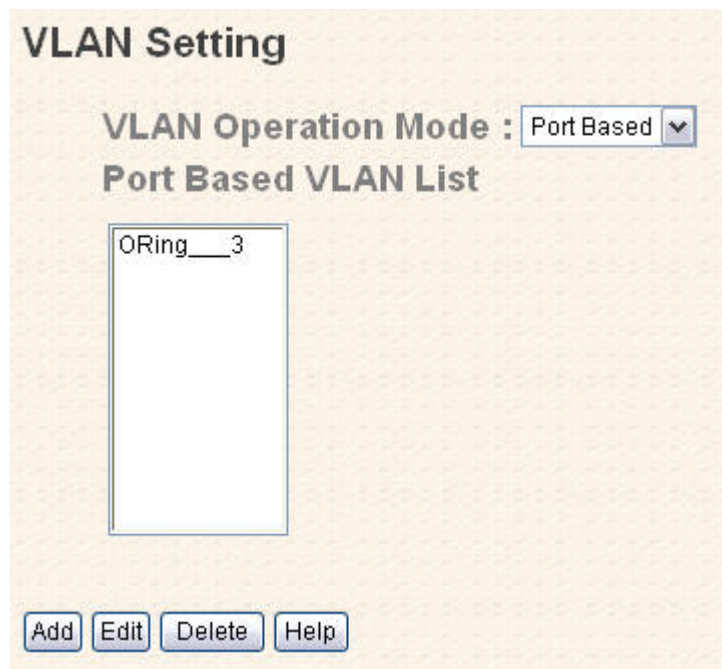 VLAN Setting
VLAN Operation Mode : Port Based
Port Based VLAN List
ORing___3
Add Edit Delete Help